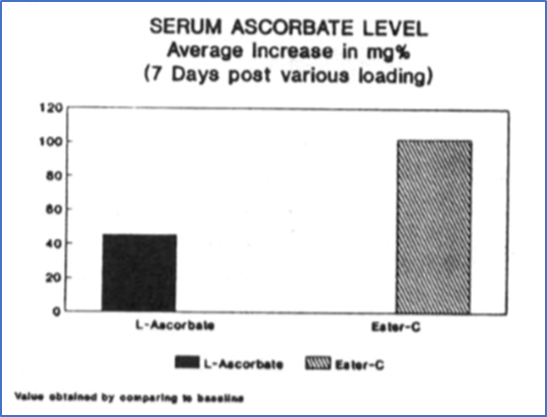 SERUM ASCORBATE LEVEL
Average Increase in mg%
(7 Days post various loading)
120
100
80
60
40
20
0
L-Ascorbate Ester-C
L-Ascorbate Ester-C
Value obtained by comparing to baseline